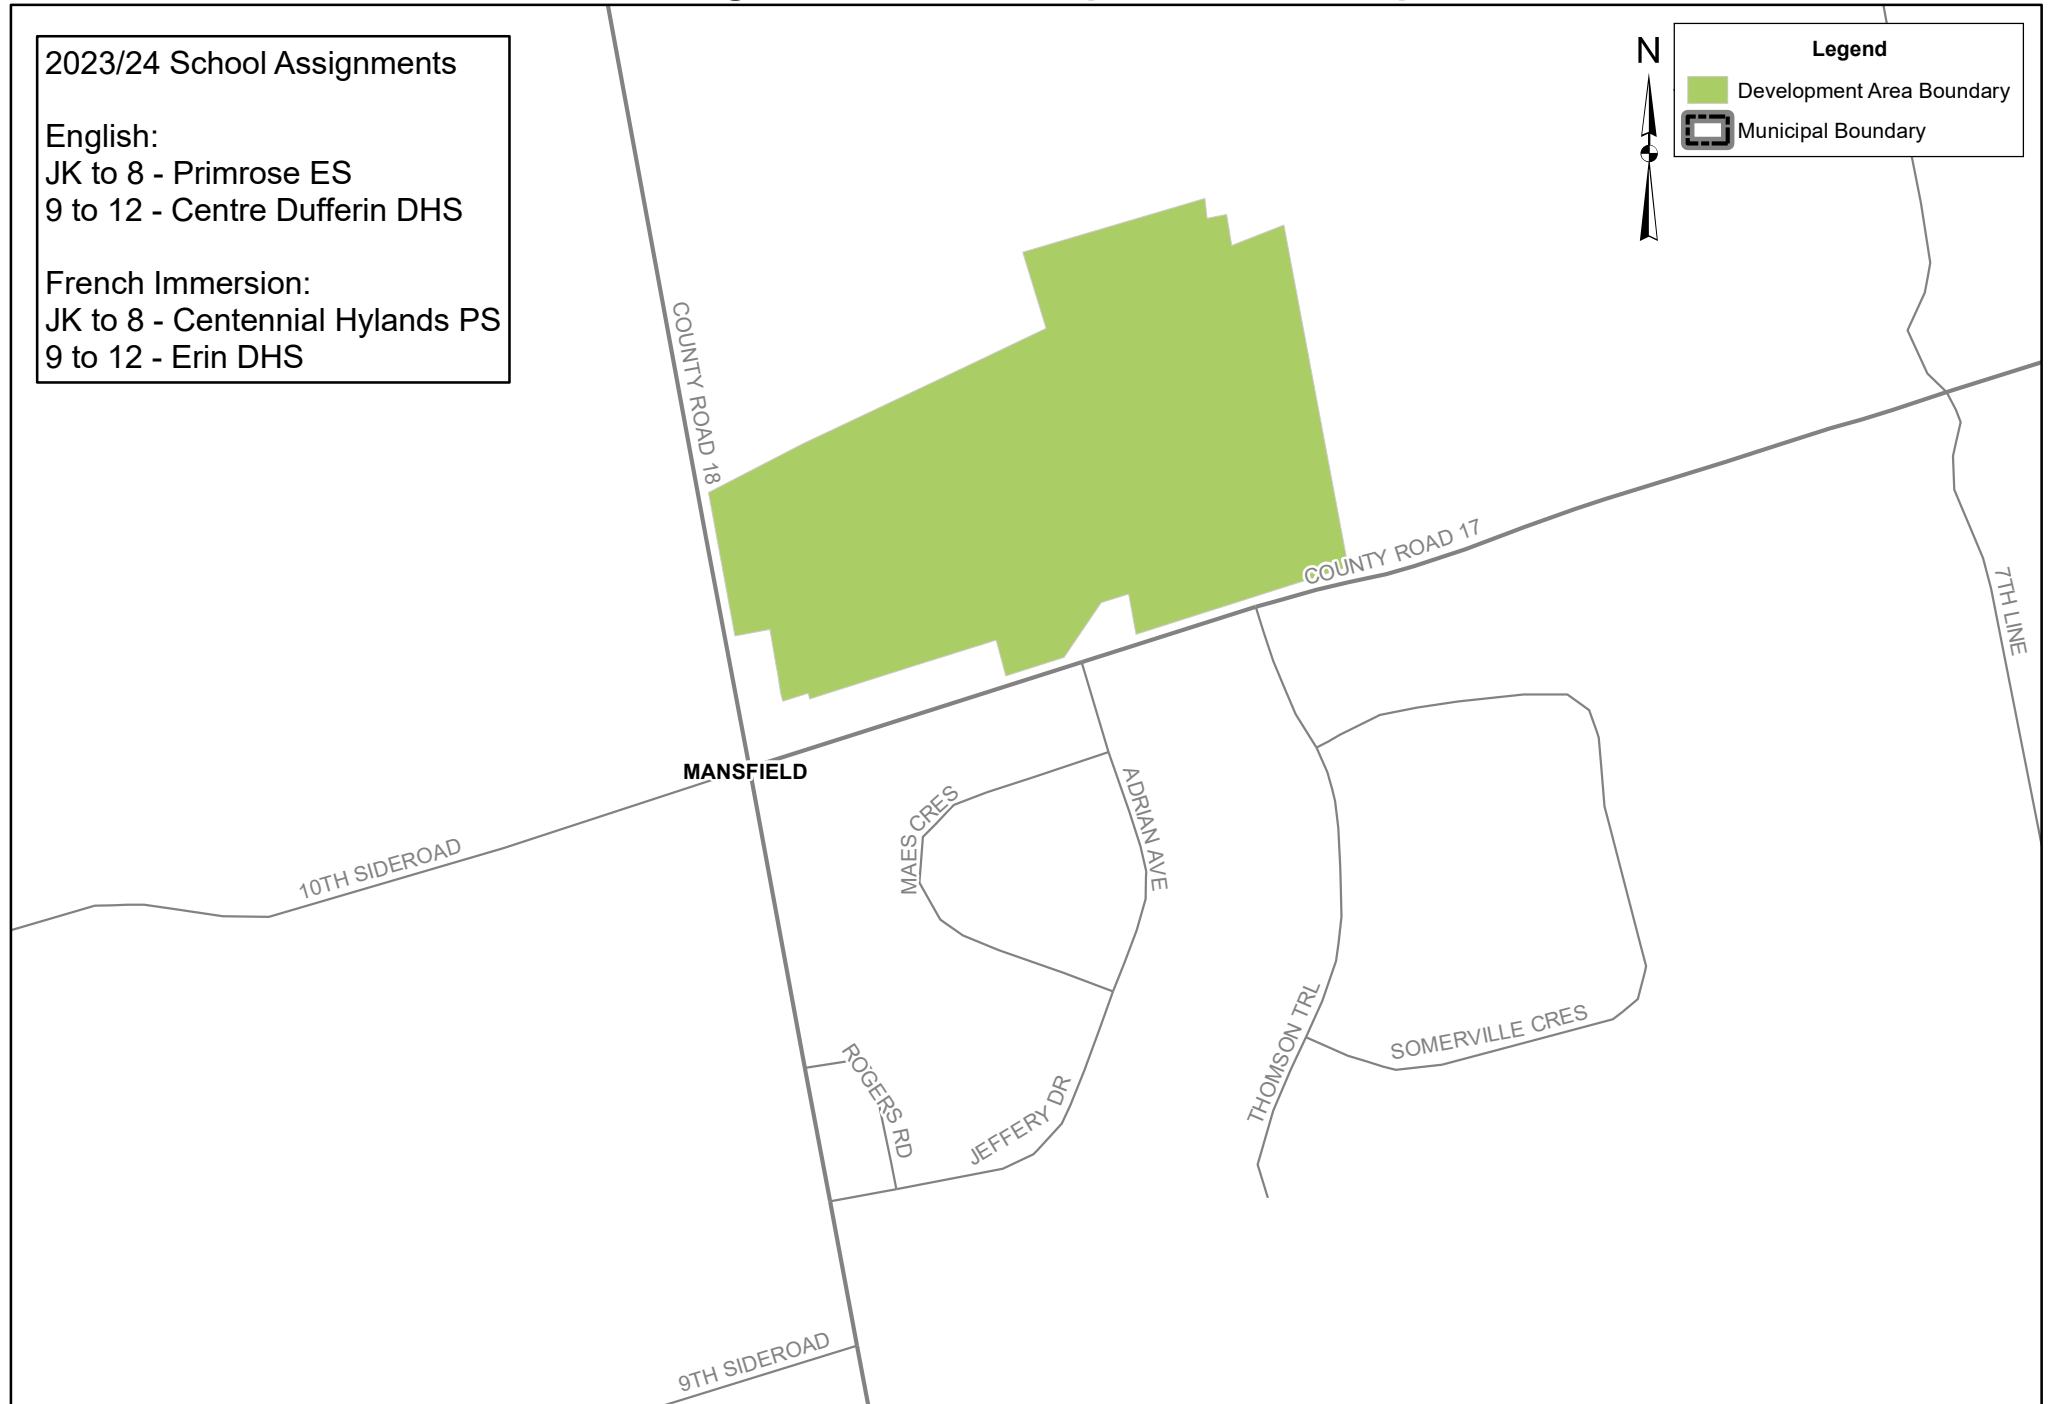 2023/24 School Assignments
English:
JK to 8 - Primrose ES
9 to 12 - Centre Dufferin DHS
French Immersion:
JK to 8 - Centennial Hylands PS
9 to 12 - Erin DHS
N
Legend
Development Area Boundary
Municipal Boundary
COUNTY ROAD 18
COUNTY ROAD 17
7TH LINE
MANSFIELD
10TH SIDEROAD
MAES CRES
ADRIAN AVE
THOMSON TRL
SOMERVILLE CRES
ROGERS RD
JEFFERY DR
9TH SIDEROAD